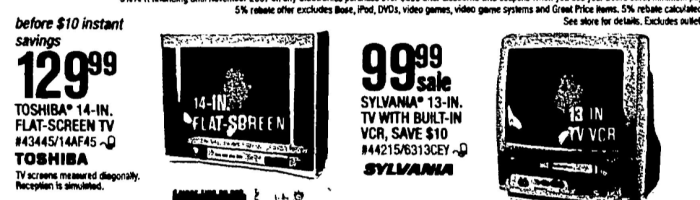 5% rebate offer excludes Bose, iPod, DVDs, video games, video game systems and Great Price items, 5% rebate calculated
See store for details. Excludes outlet
before $10 instant
savings
129⁹⁹
TOSHIBA® 14-IN.
FLAT-SCREEN TV
#43445/14AF45
TOSHIBA
TV screens measured diagonally.
Reception is simulated.
14-IN.
FLAT-SCREEN
99⁹⁹
sale
SYLVANIA® 13-IN.
TV WITH BUILT-IN
VCR, SAVE $10
#44215/6313CEY
SYLVANIA
13 IN
TV VCR